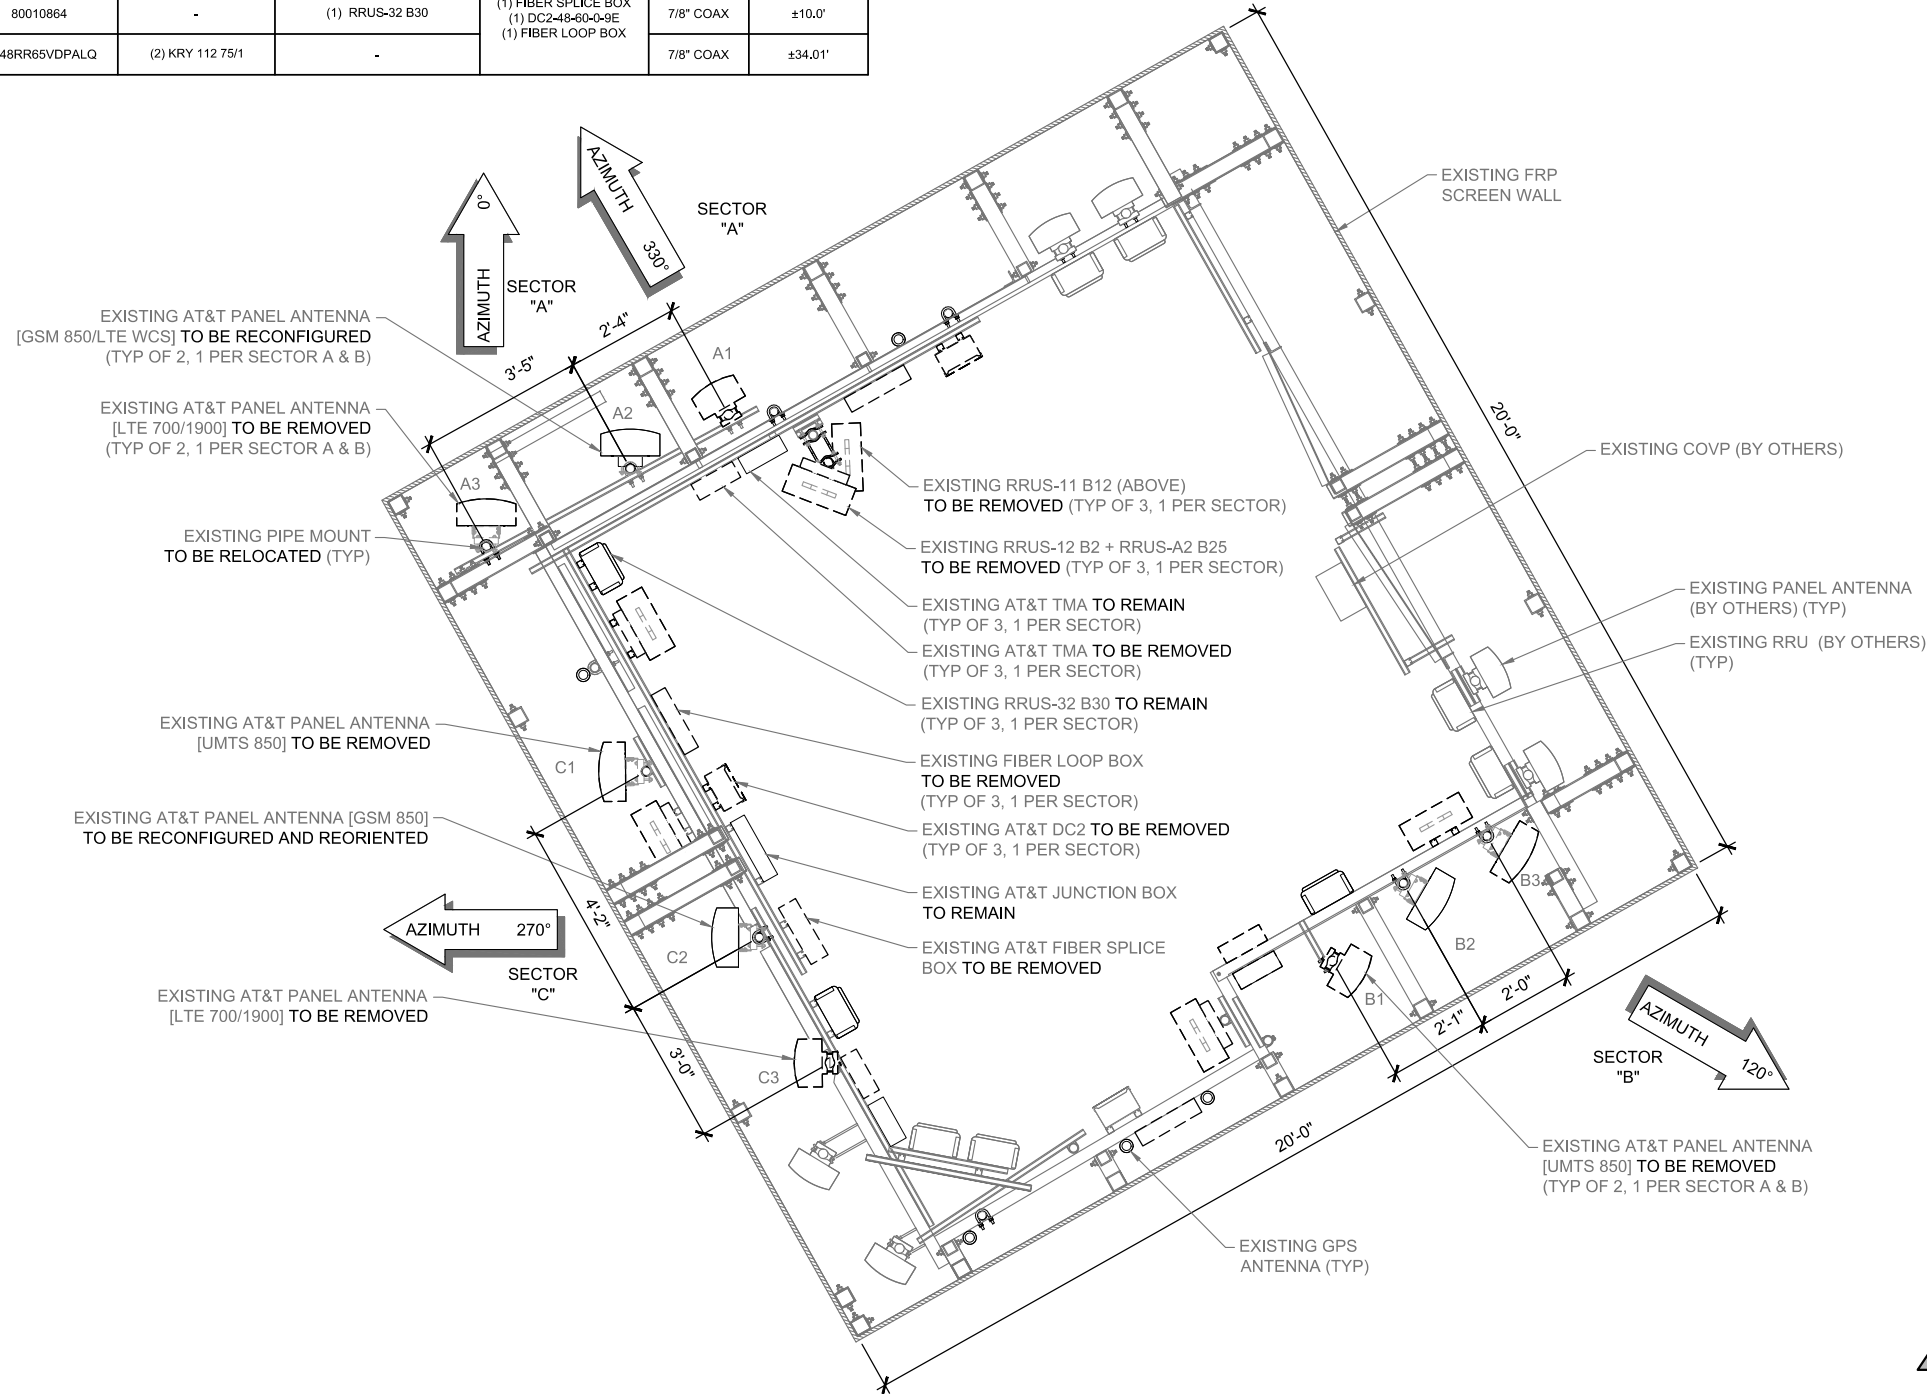 80010864
-
(1) RRUS-32 B30
(1) FIBER SPLICE BOX
(1) DC2-48-60-0-9E
(1) FIBER LOOP BOX
7/8" COAX
±10.0'
48RR65VDPALQ
(2) KRY 112 75/1
-
7/8" COAX
±34.01'
AZIMUTH
0°
SECTOR
"A"
AZIMUTH
330°
SECTOR
"A"
EXISTING FRP
SCREEN WALL
EXISTING AT&T PANEL ANTENNA
[GSM 850/LTE WCS] TO BE RECONFIGURED
(TYP OF 2, 1 PER SECTOR A & B)
2'-4"
3'-5"
A1
A2
A3
EXISTING AT&T PANEL ANTENNA
[LTE 700/1900] TO BE REMOVED
(TYP OF 2, 1 PER SECTOR A & B)
EXISTING PIPE MOUNT
TO BE RELOCATED (TYP)
20'-0"
EXISTING COVP (BY OTHERS)
EXISTING RRUS-11 B12 (ABOVE)
TO BE REMOVED (TYP OF 3, 1 PER SECTOR)
EXISTING RRUS-12 B2 + RRUS-A2 B25
TO BE REMOVED (TYP OF 3, 1 PER SECTOR)
EXISTING AT&T TMA TO REMAIN
(TYP OF 3, 1 PER SECTOR)
EXISTING AT&T TMA TO BE REMOVED
(TYP OF 3, 1 PER SECTOR)
EXISTING RRUS-32 B30 TO REMAIN
(TYP OF 3, 1 PER SECTOR)
EXISTING FIBER LOOP BOX
TO BE REMOVED
(TYP OF 3, 1 PER SECTOR)
EXISTING AT&T DC2 TO BE REMOVED
(TYP OF 3, 1 PER SECTOR)
EXISTING AT&T JUNCTION BOX
TO REMAIN
EXISTING AT&T FIBER SPLICE
BOX TO BE REMOVED
EXISTING PANEL ANTENNA
(BY OTHERS) (TYP)
EXISTING RRU (BY OTHERS)
(TYP)
EXISTING AT&T PANEL ANTENNA
[UMTS 850] TO BE REMOVED
C1
EXISTING AT&T PANEL ANTENNA [GSM 850]
TO BE RECONFIGURED AND REORIENTED
4'-2"
AZIMUTH 270°
SECTOR
"C"
C2
EXISTING AT&T PANEL ANTENNA
[LTE 700/1900] TO BE REMOVED
3'-0"
C3
B3
B2
B1
2'-0"
2'-1"
AZIMUTH
120°
SECTOR
"B"
20'-0"
EXISTING AT&T PANEL ANTENNA
[UMTS 850] TO BE REMOVED
(TYP OF 2, 1 PER SECTOR A & B)
EXISTING GPS
ANTENNA (TYP)